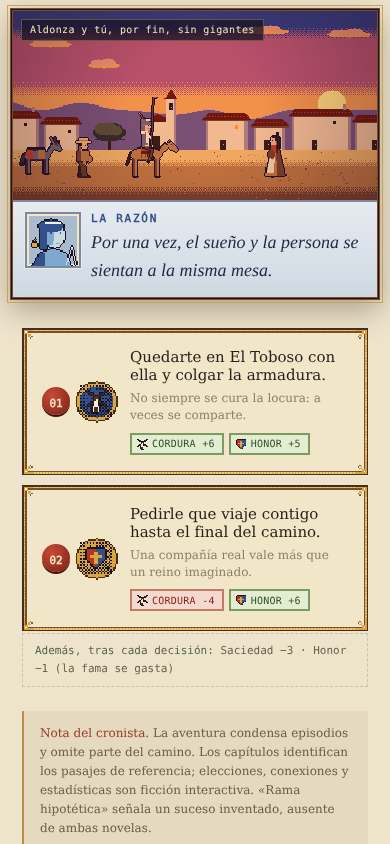 Aldonza y tú, por fin, sin gigantes
LA RAZÓN
Por una vez, el sueño y la persona se
sientan a la misma mesa.
01
Quedarte en El Toboso con
ella y colgar la armadura.
No siempre se cura la locura: a
veces se comparte.
CORDURA +6
HONOR +5
02
Pedirle que viaje contigo
hasta el final del camino.
Una compañía real vale más que
un reino imaginado.
CORDURA -4
HONOR +6
Además, tras cada decisión: Saciedad −3 · Honor
−1 (la fama se gasta)
Nota del cronista. La aventura condensa episodios
y omite parte del camino. Los capítulos identifican
los pasajes de referencia; elecciones, conexiones y
estadísticas son ficción interactiva. «Rama
hipotética» señala un suceso inventado, ausente
de ambas novelas.